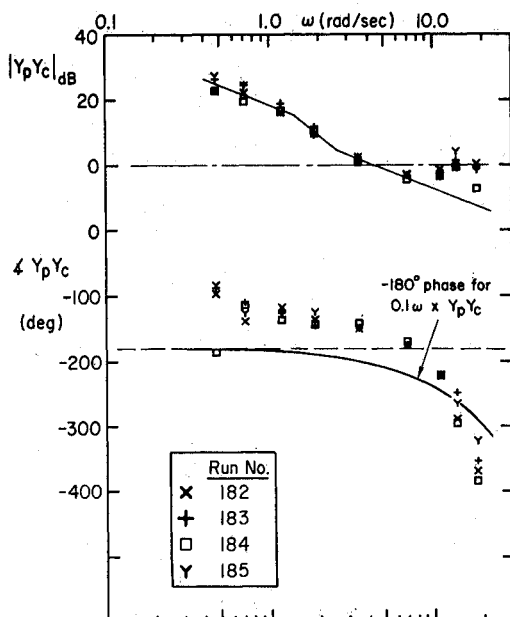 0.1
1.0
ω (rad/sec)
10.0
|YpYc|dB
20
0
0
∡ YpYc
(deg)
-100
-200
-300
-400
-180° phase for
0.1ω x YpYc
Run No.
× 182
+ 183
□ 184
Y 185